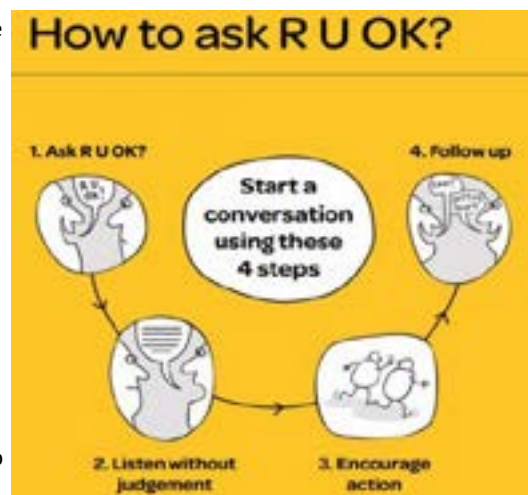 How to ask R U OK?
1. Ask R U OK?
R U
OK?
Start a
conversation
using these
4 steps
4. Follow up
2. Listen without
judgement
3. Encourage
action